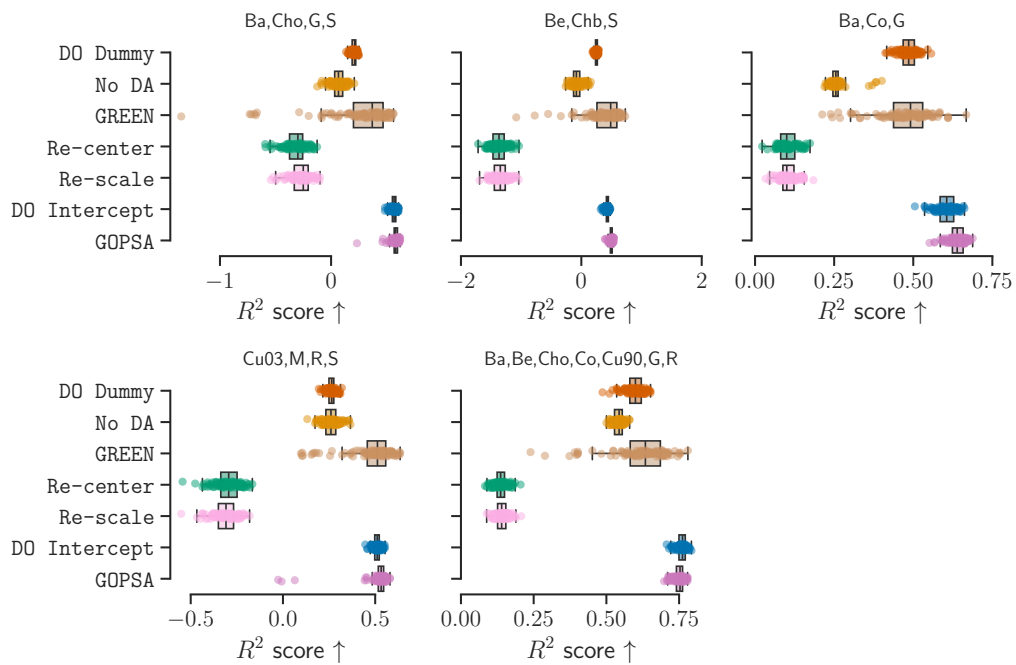 Ba,Cho,G,S
Be,Chb,S
Ba,Co,G
DO Dummy
No DA
GREEN
Re-center
Re-scale
DO Intercept
GOPSA
−1 0
−2 0 2
0.00 0.25 0.50 0.75
R² score ↑
R² score ↑
R² score ↑
Cu03,M,R,S
Ba,Be,Cho,Co,Cu90,G,R
DO Dummy
No DA
GREEN
Re-center
Re-scale
DO Intercept
GOPSA
−0.5 0.0 0.5
0.00 0.25 0.50 0.75
R² score ↑
R² score ↑